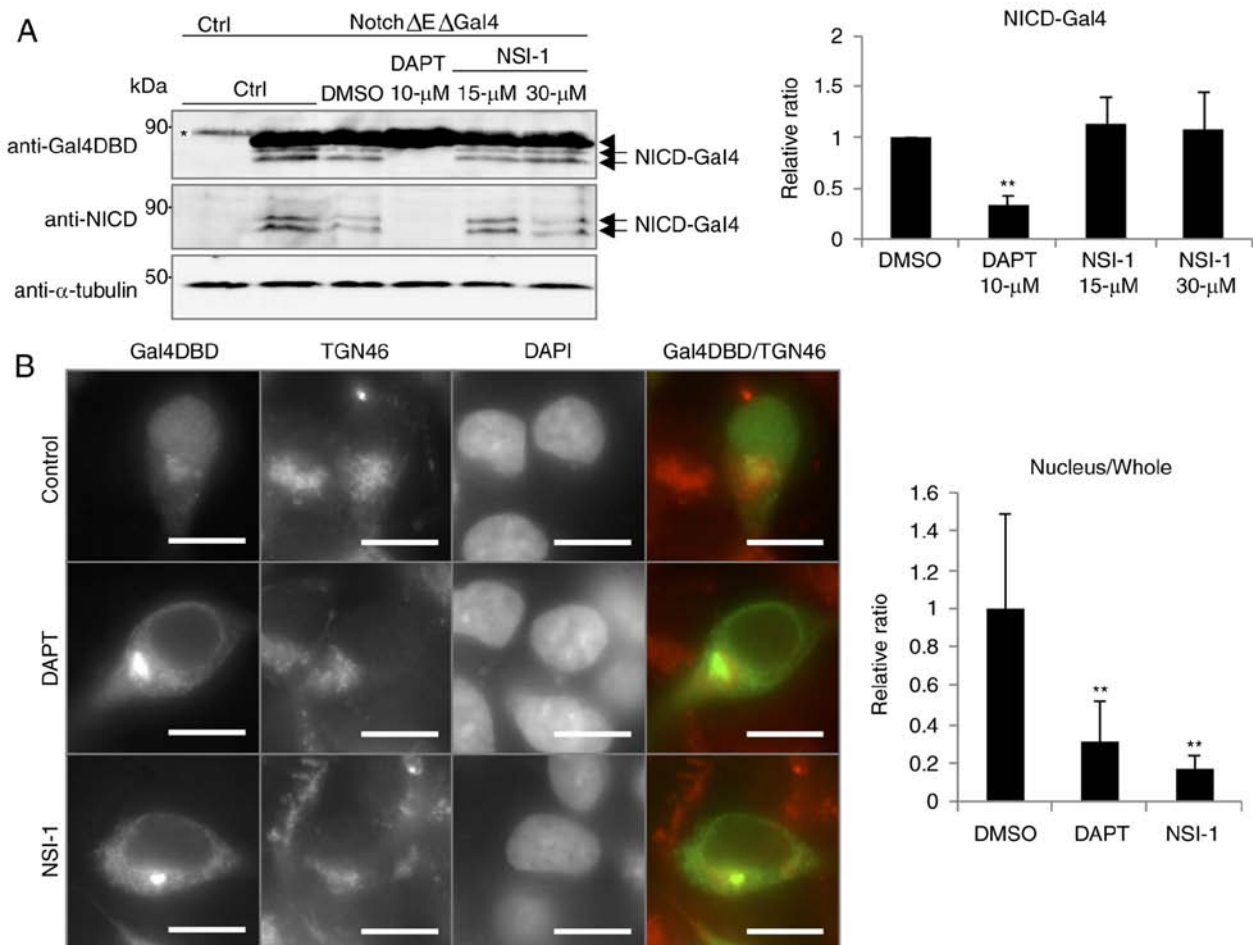 A
Ctrl NotchΔEΔGal4
DAPT NSI-1
kDa Ctrl DMSO 10-μM 15-μM 30-μM
anti-Gal4DBD 90 * NICD-Gal4
anti-NICD 90 NICD-Gal4
anti-α-tubulin 50
NICD-Gal4
Relative ratio
2
1.5
1
0.5
0
**
DMSO DAPT NSI-1 NSI-1
10-μM 15-μM 30-μM
B
Gal4DBD TGN46 DAPI Gal4DBD/TGN46
Control
DAPT
NSI-1
Nucleus/Whole
Relative ratio
1.6
1.4
1.2
1
0.8
0.6
0.4
0.2
0
**
**
DMSO DAPT NSI-1